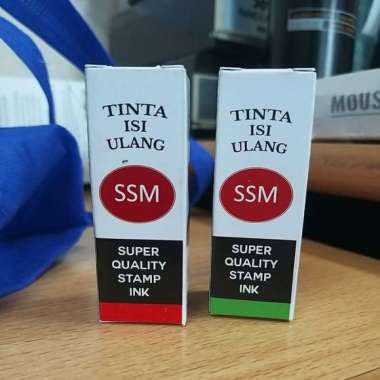 TINTA
ISI
ULANG
SSM
SUPER
QUALITY
STAMP
INK
TINTA
ISI
ULANG
SSM
SUPER
QUALITY
STAMP
INK
MOUS